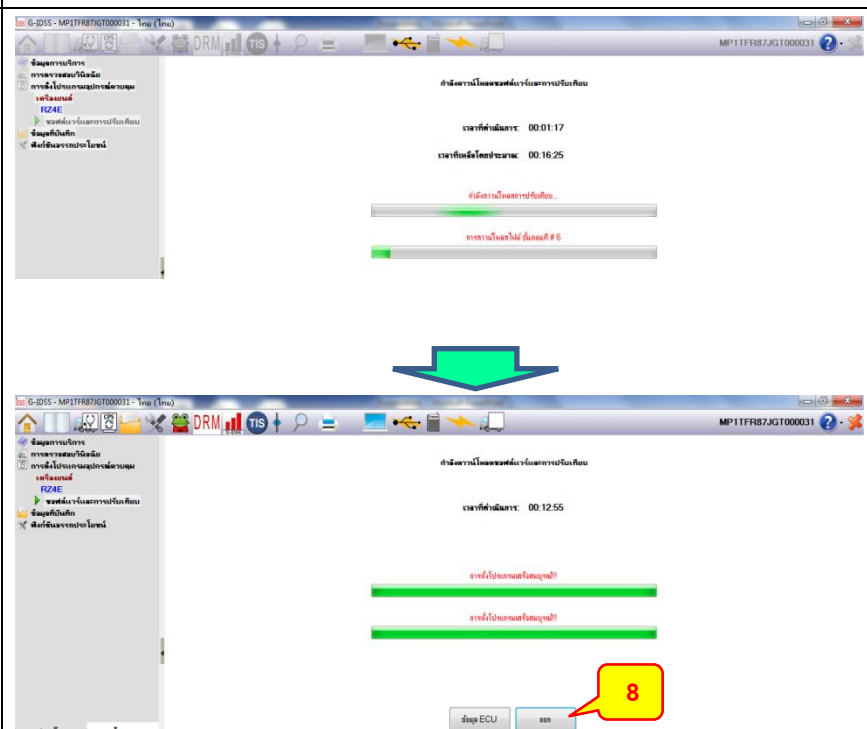 G-IDSS - MP1TFR87JGT000031 - ไทย (ไทย)
DRM TIS MP1TFR87JGT000031 ?
ข้อมูลการบริการ
การตรวจสอบวินิจฉัย
การตั้งโปรแกรมอุปกรณ์ควบคุม
เครื่องยนต์
RZ4E
ซอฟต์แวร์และการปรับเทียบ
ข้อมูลที่บันทึก
ฟังก์ชันอรรถประโยชน์
กำลังดาวน์โหลดซอฟต์แวร์และการปรับเทียบ
เวลาที่ดำเนินการ: 00:01:17
เวลาที่เหลือโดยประมาณ: 00:16:25
กำลังดาวน์โหลดการปรับเทียบ...
การดาวน์โหลดไฟล์ ขั้นตอนที่ # 6
G-IDSS - MP1TFR87JGT000031 - ไทย (ไทย)
DRM TIS MP1TFR87JGT000031 ?
ข้อมูลการบริการ
การตรวจสอบวินิจฉัย
การตั้งโปรแกรมอุปกรณ์ควบคุม
เครื่องยนต์
RZ4E
ซอฟต์แวร์และการปรับเทียบ
ข้อมูลที่บันทึก
ฟังก์ชันอรรถประโยชน์
กำลังดาวน์โหลดซอฟต์แวร์และการปรับเทียบ
เวลาที่ดำเนินการ: 00:12:55
การตั้งโปรแกรมเสร็จสมบูรณ์!!
การตั้งโปรแกรมเสร็จสมบูรณ์!!
8
ข้อมูล ECU ออก